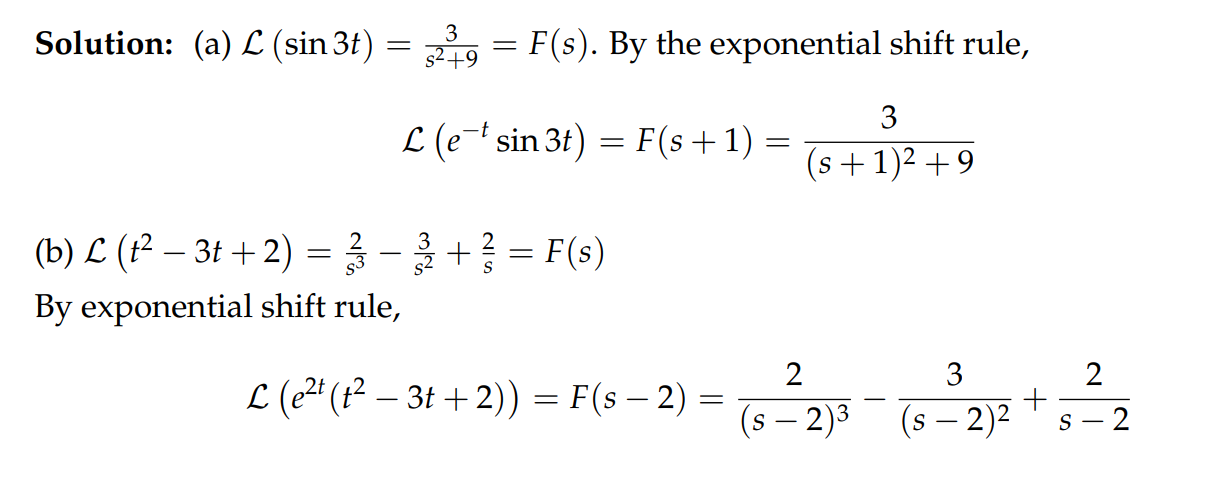 Solution: (a) ℒ (sin 3t) = 3/(s²+9) = F(s). By the exponential shift rule,
ℒ (e⁻ᵗ sin 3t) = F(s + 1) = 3/((s + 1)² + 9)
(b) ℒ (t² − 3t + 2) = 2/s³ − 3/s² + 2/s = F(s)
By exponential shift rule,
ℒ (e²ᵗ(t² − 3t + 2)) = F(s − 2) = 2/(s − 2)³ − 3/(s − 2)² + 2/(s − 2)